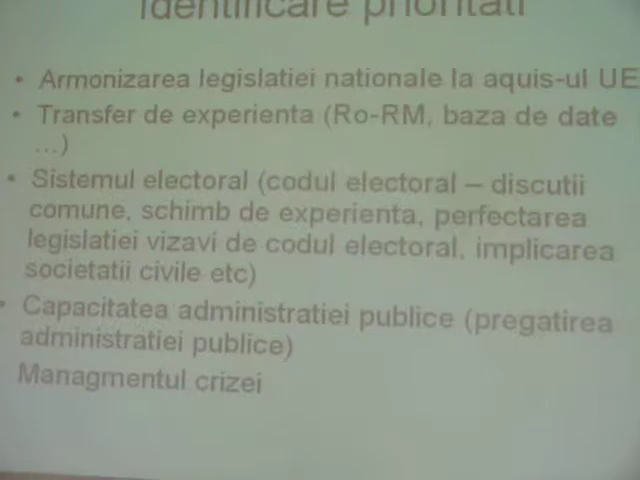 Identificare prioritati
• Armonizarea legislatiei nationale la aquis-ul UE
• Transfer de experienta (Ro-RM, baza de date
...)
• Sistemul electoral (codul electoral – discutii
comune, schimb de experienta, perfectarea
legislatiei vizavi de codul electoral, implicarea
societatii civile etc)
• Capacitatea administratiei publice (pregatirea
administratiei publice)
Managmentul crizei